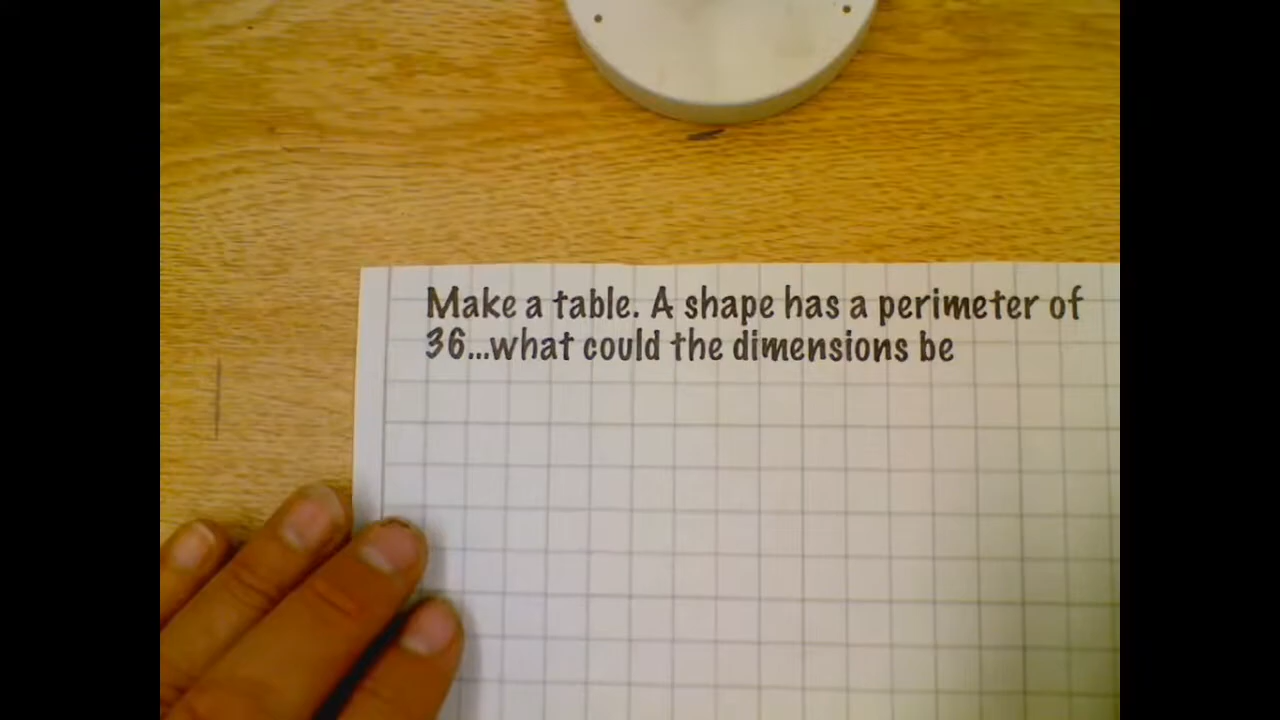 Make a table. A shape has a perimeter of
36...what could the dimensions be